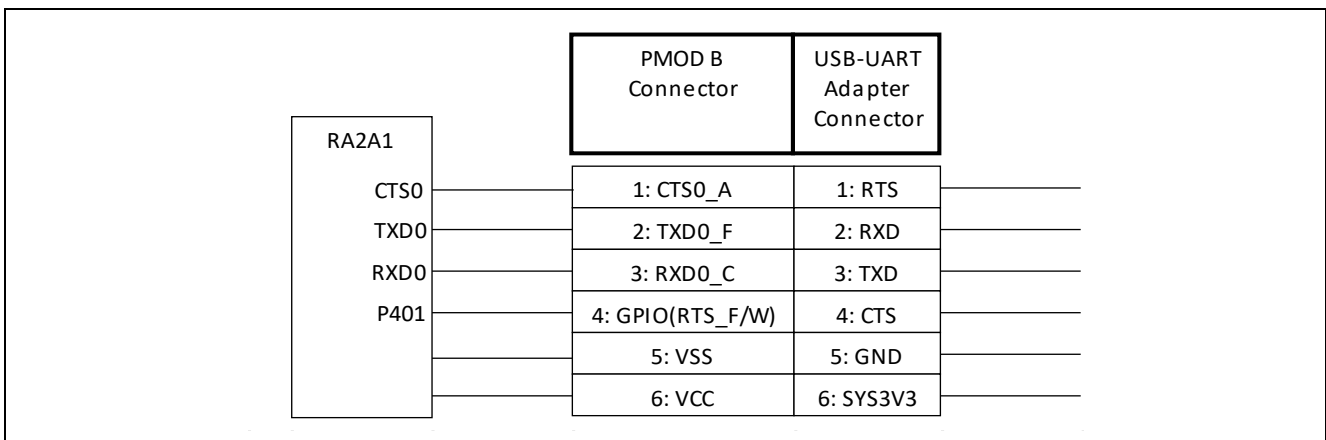 PMOD B
Connector
USB-UART
Adapter
Connector
RA2A1
CTS0
1: CTS0_A
1: RTS
TXD0
2: TXD0_F
2: RXD
RXD0
3: RXD0_C
3: TXD
P401
4: GPIO(RTS_F/W)
4: CTS
5: VSS
5: GND
6: VCC
6: SYS3V3